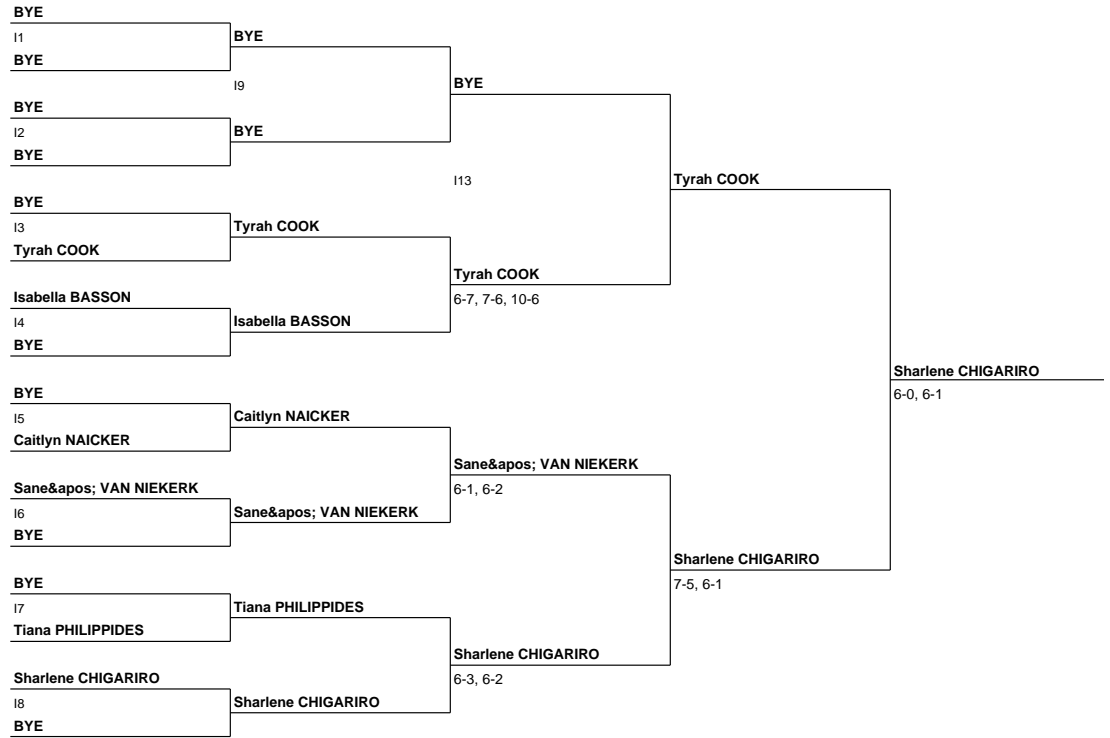 BYE
I1
BYE
BYE
I9
BYE
I2
BYE
BYE
BYE
I13
BYE
I3
Tyrah COOK
Tyrah COOK
Isabella BASSON
I4
BYE
Isabella BASSON
Tyrah COOK
6-7, 7-6, 10-6
Tyrah COOK
BYE
I5
Caitlyn NAICKER
Caitlyn NAICKER
Sane&apos; VAN NIEKERK
I6
BYE
Sane&apos; VAN NIEKERK
Sane&apos; VAN NIEKERK
6-1, 6-2
BYE
I7
Tiana PHILIPPIDES
Tiana PHILIPPIDES
Sharlene CHIGARIRO
I8
BYE
Sharlene CHIGARIRO
Sharlene CHIGARIRO
6-3, 6-2
Sharlene CHIGARIRO
7-5, 6-1
Sharlene CHIGARIRO
6-0, 6-1